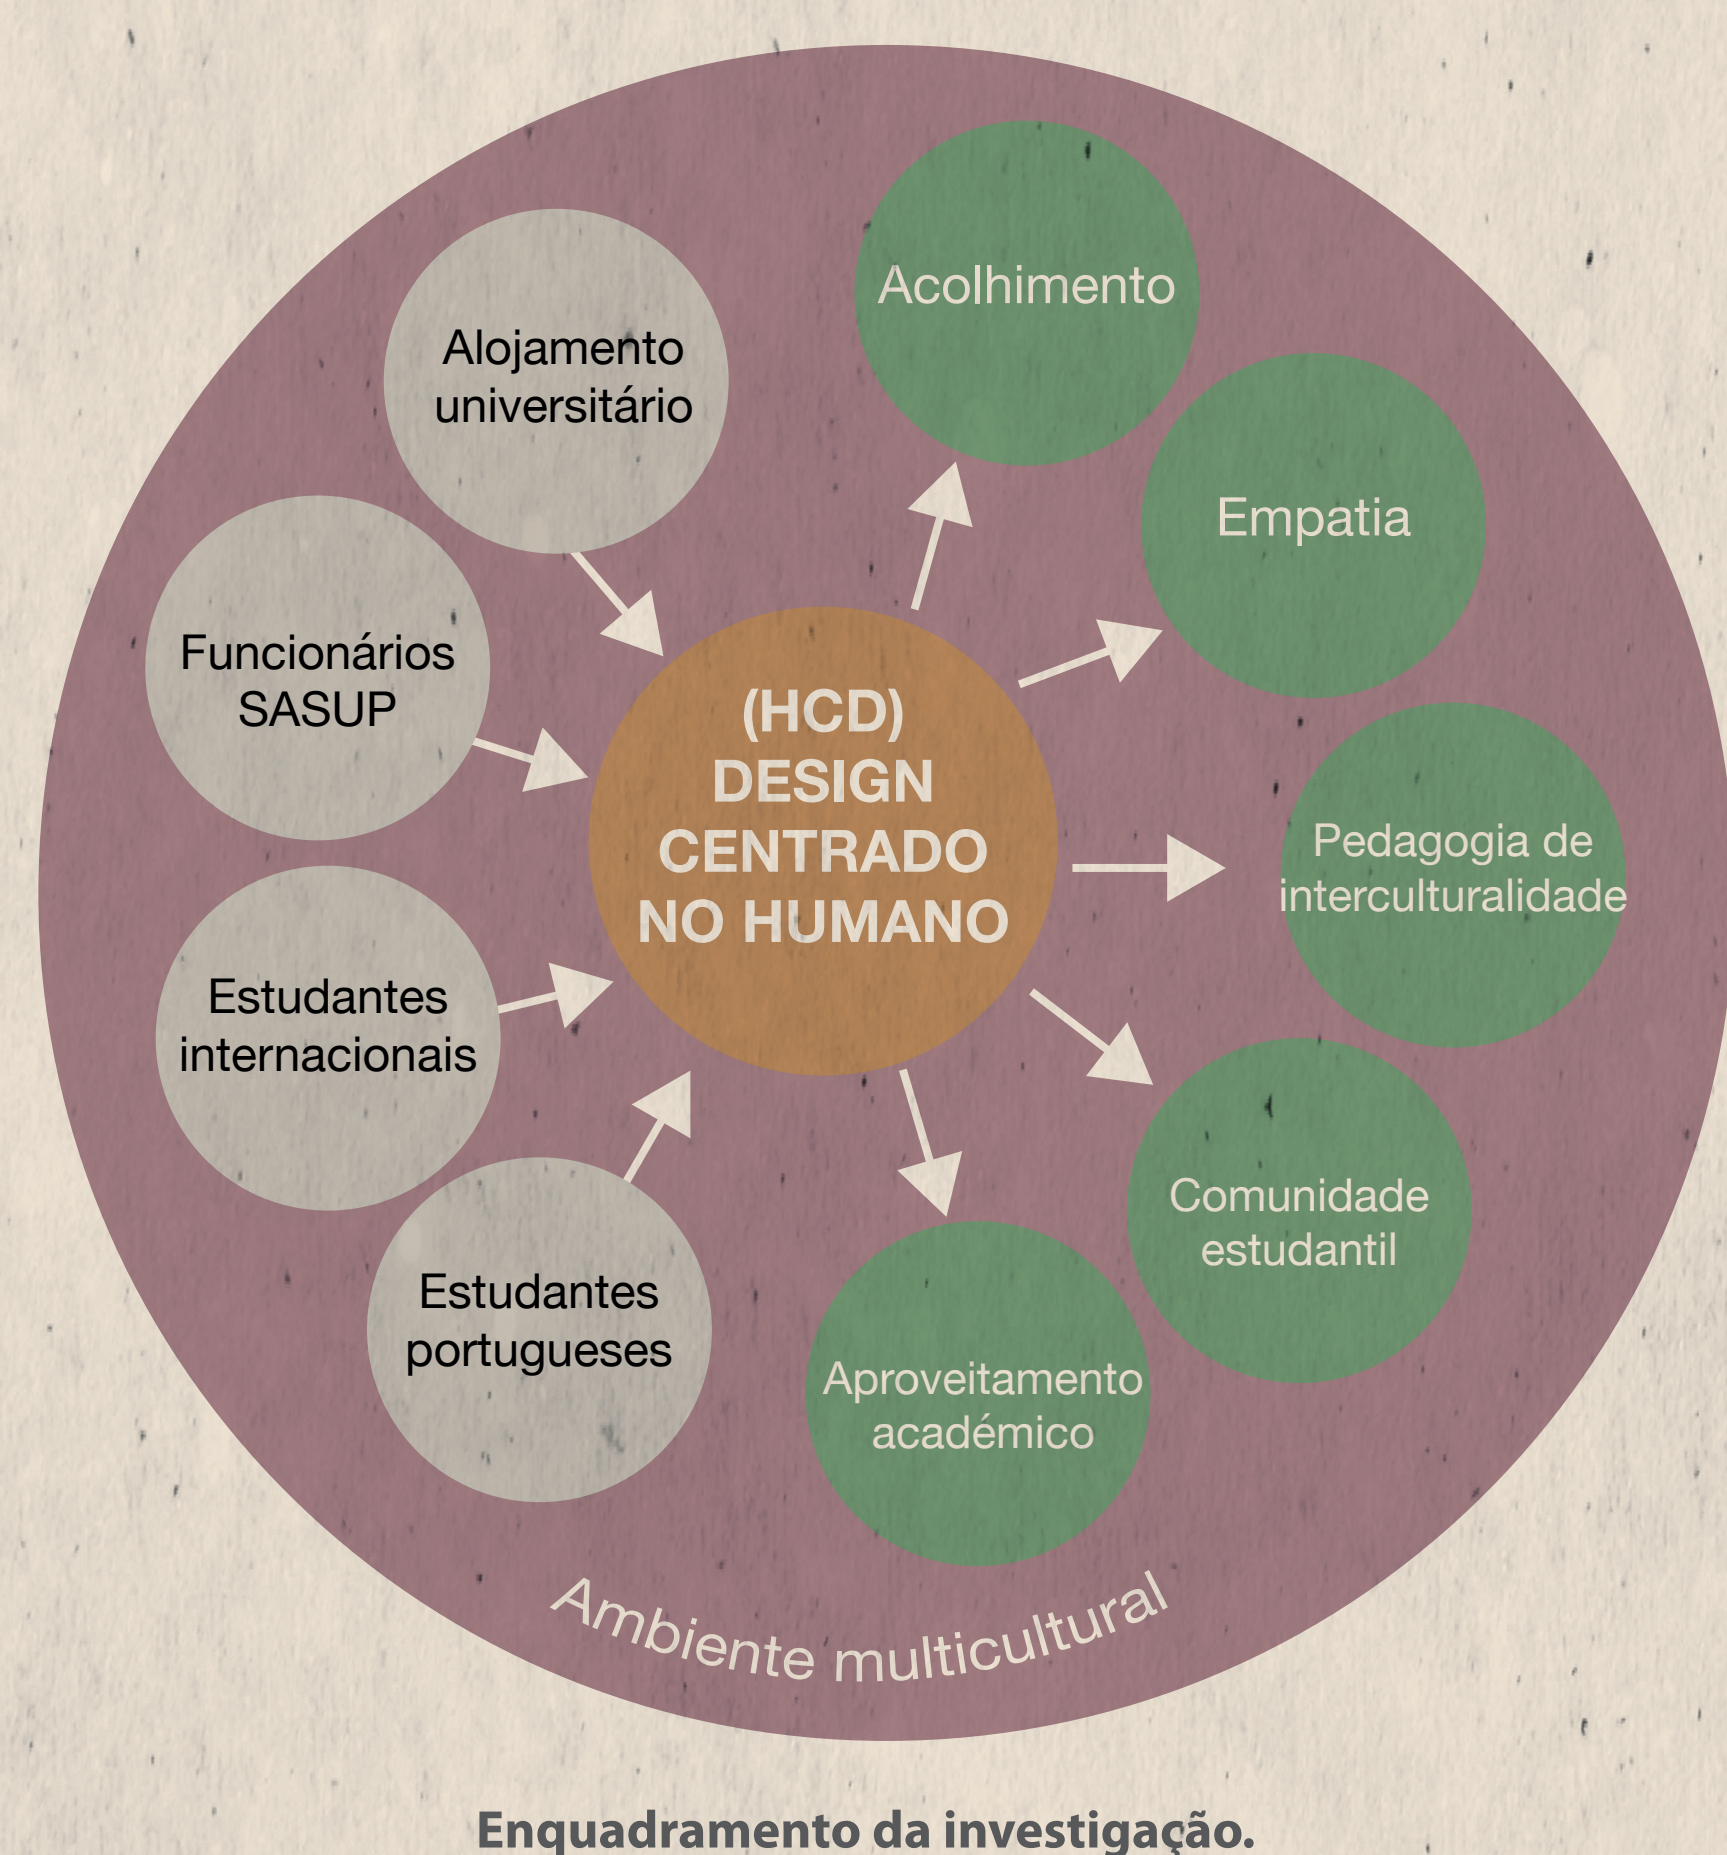 Alojamento
universitário
Funcionários
SASUP
Estudantes
internacionais
Estudantes
portugueses
(HCD)
DESIGN
CENTRADO
NO HUMANO
Acolhimento
Empatia
Pedagogia de
interculturalidade
Comunidade
estudantil
Aproveitamento
académico
Ambiente multicultural
Enquadramento da investigação.